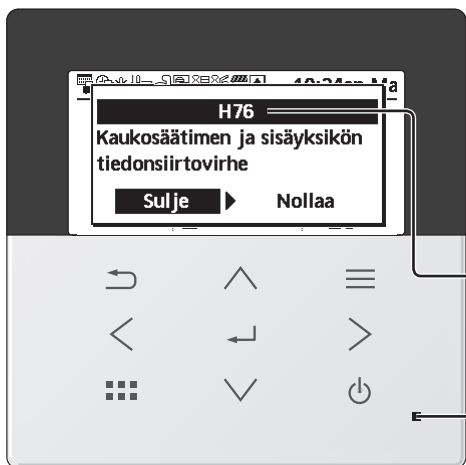 H76
Kaukosäätimen ja sisäyksikön
tiedonsiirtovirhe
Sulje Nollaa